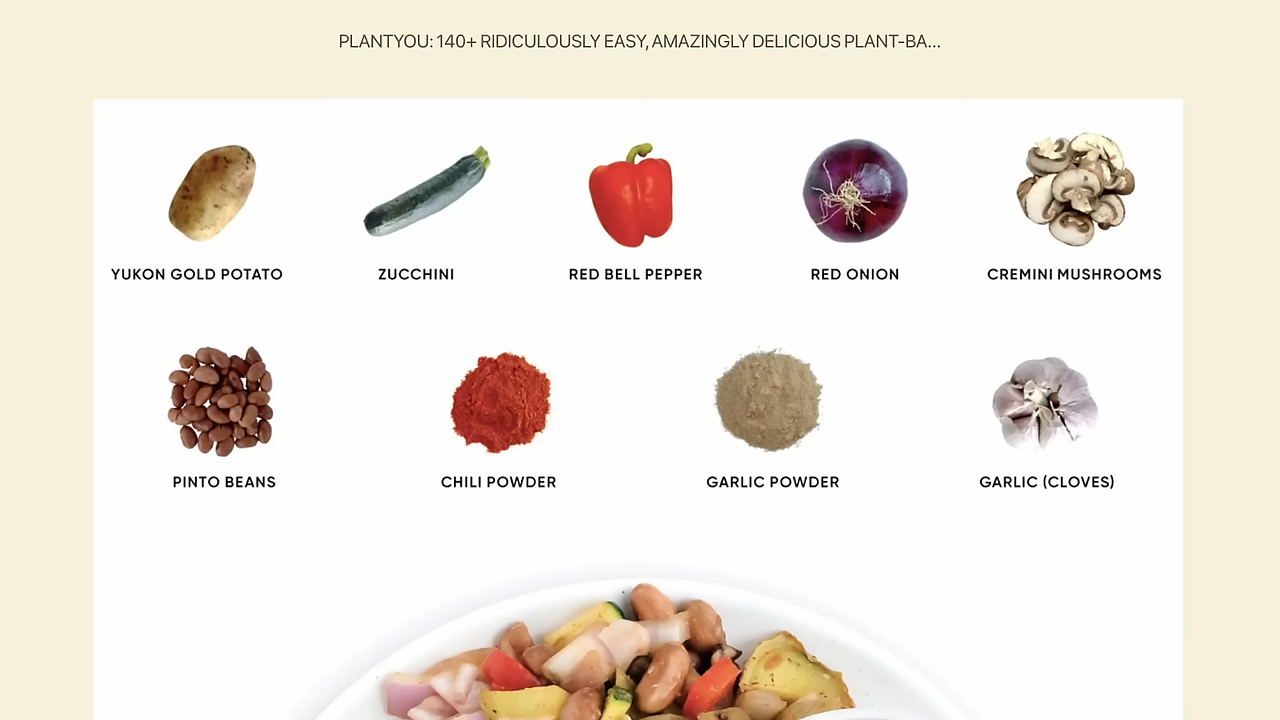 PLANTYOU: 140+ RIDICULOUSLY EASY, AMAZINGLY DELICIOUS PLANT-BA...
YUKON GOLD POTATO ZUCCHINI RED BELL PEPPER RED ONION CREMINI MUSHROOMS
PINTO BEANS CHILI POWDER GARLIC POWDER GARLIC (CLOVES)